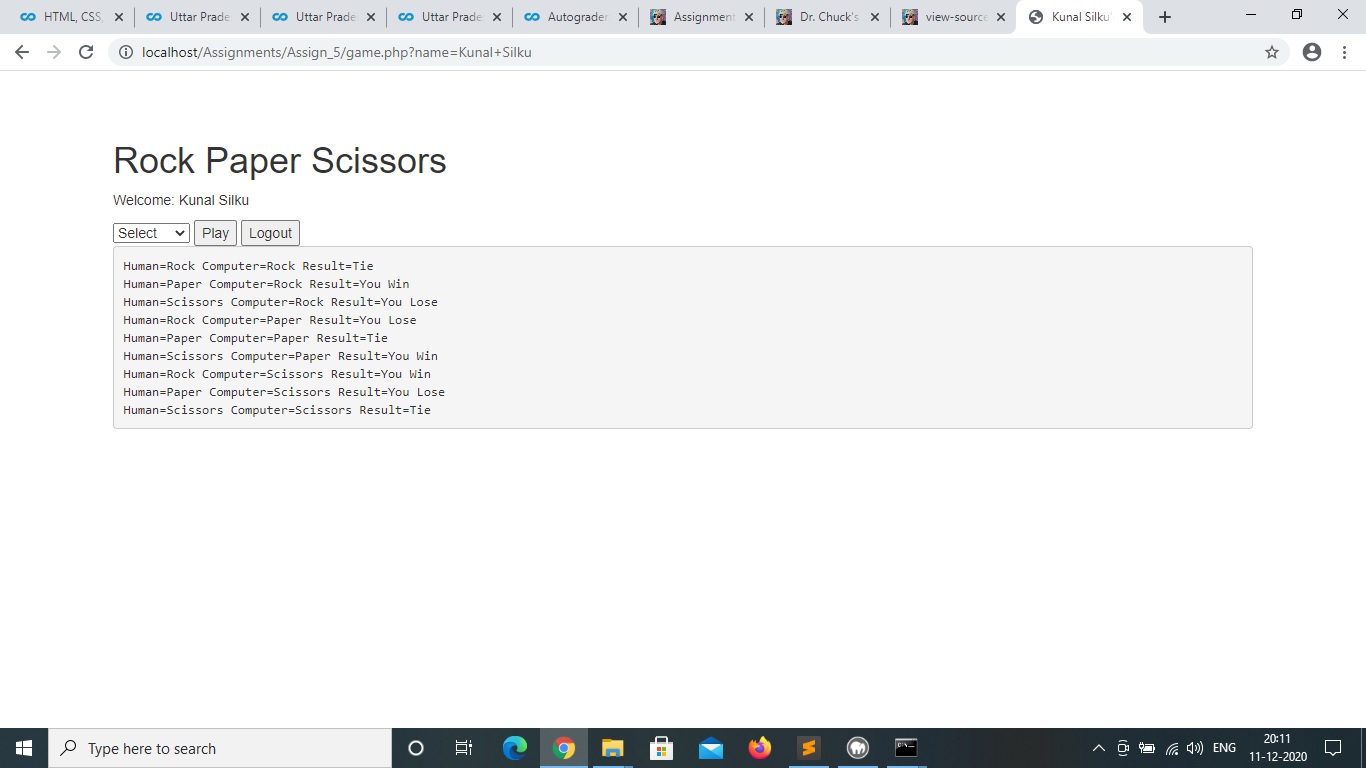 HTML, CSS,
Uttar Prade
Uttar Prade
Uttar Prade
Autograder
Assignment
Dr. Chuck's
view-source
Kunal Silku'
localhost/Assignments/Assign_5/game.php?name=Kunal+Silku
Rock Paper Scissors
Welcome: Kunal Silku
Select Play Logout
Human=Rock Computer=Rock Result=Tie
Human=Paper Computer=Rock Result=You Win
Human=Scissors Computer=Rock Result=You Lose
Human=Rock Computer=Paper Result=You Lose
Human=Paper Computer=Paper Result=Tie
Human=Scissors Computer=Paper Result=You Win
Human=Rock Computer=Scissors Result=You Win
Human=Paper Computer=Scissors Result=You Lose
Human=Scissors Computer=Scissors Result=Tie
Type here to search
ENG
20:11
11-12-2020